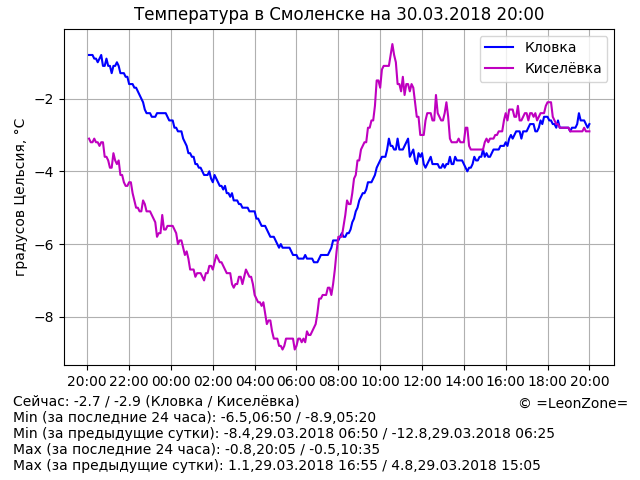 Температура в Смоленске на 30.03.2018 20:00
Кловка
Киселёвка
градусов Цельсия, °C
−2
−4
−6
−8
20:00 22:00 00:00 02:00 04:00 06:00 08:00 10:00 12:00 14:00 16:00 18:00 20:00
Сейчас: -2.7 / -2.9 (Кловка / Киселёвка)
© =LeonZone=
Min (за последние 24 часа): -6.5,06:50 / -8.9,05:20
Min (за предыдущие сутки): -8.4,29.03.2018 06:50 / -12.8,29.03.2018 06:25
Max (за последние 24 часа): -0.8,20:05 / -0.5,10:35
Max (за предыдущие сутки): 1.1,29.03.2018 16:55 / 4.8,29.03.2018 15:05